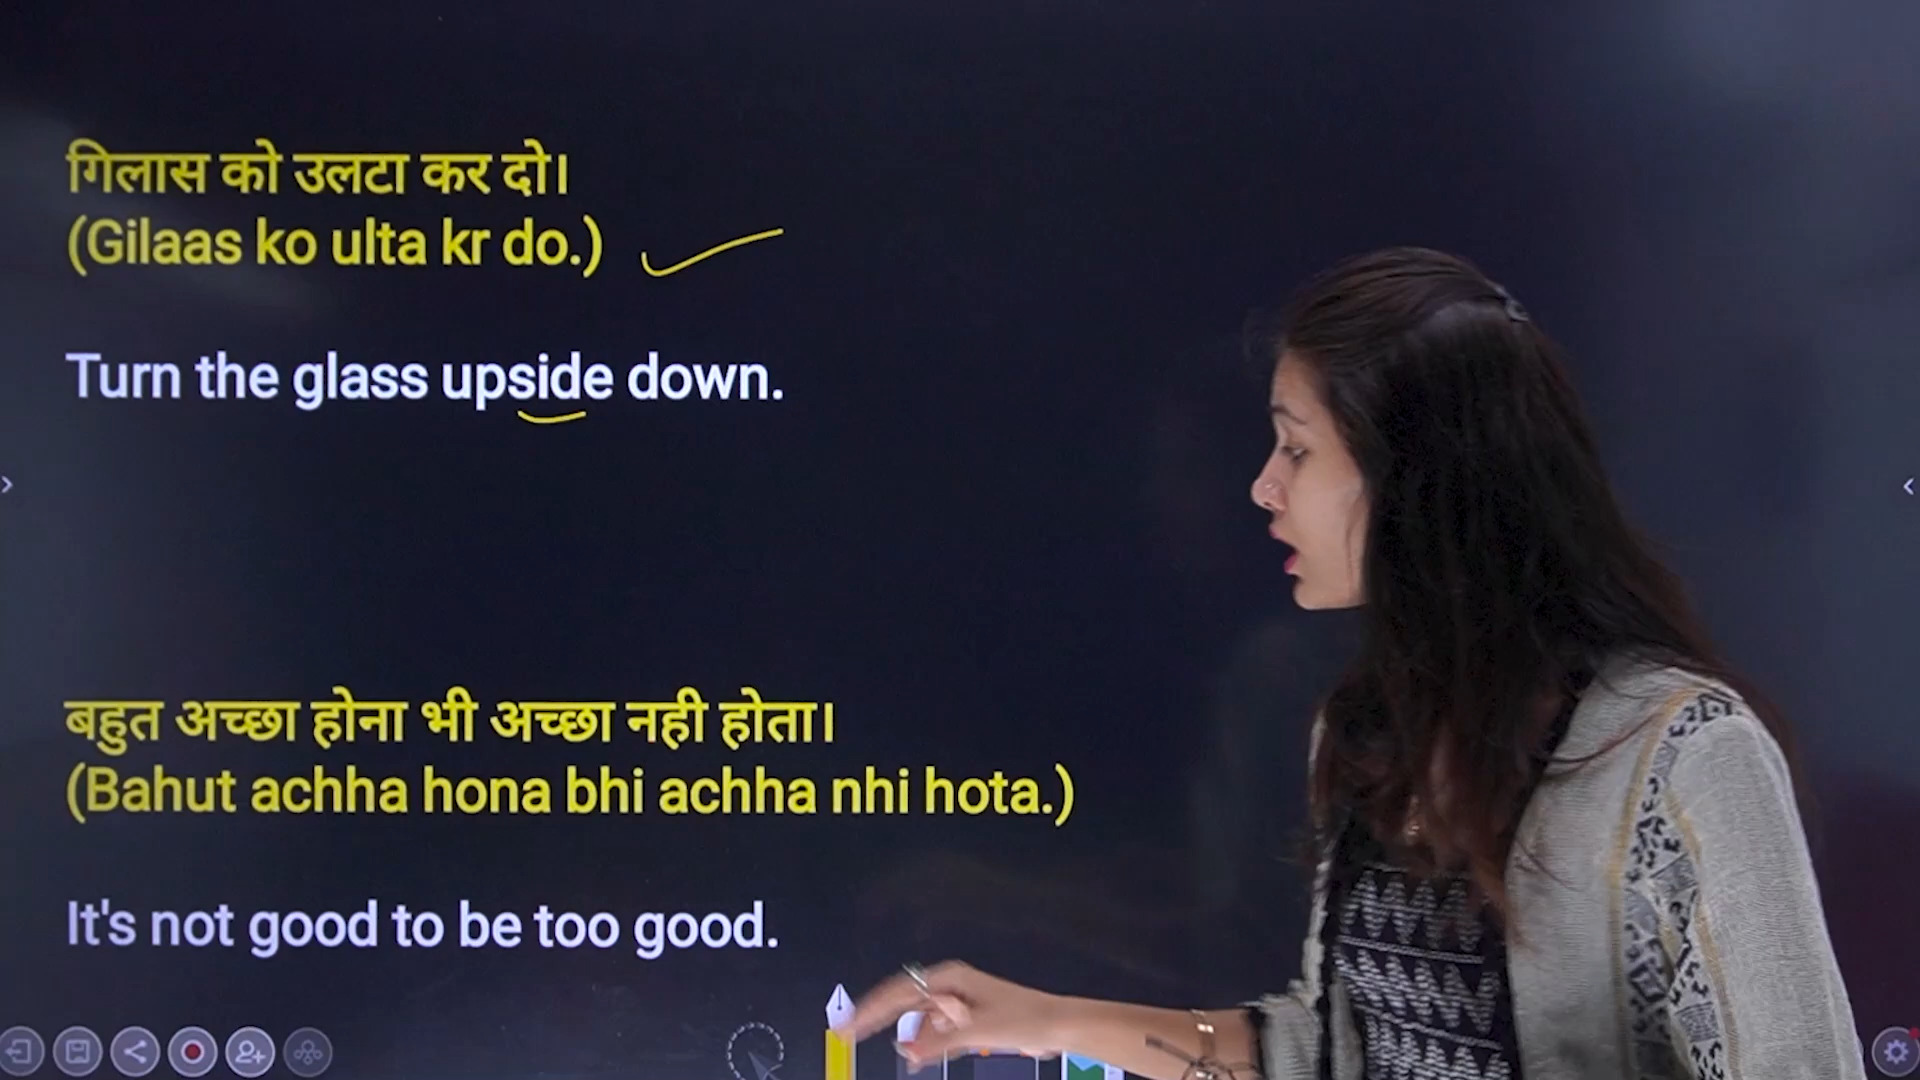 गिलास को उलटा कर दो।
(Gilaas ko ulta kr do.)
Turn the glass upside down.
बहुत अच्छा होना भी अच्छा नही होता।
(Bahut achha hona bhi achha nhi hota.)
It's not good to be too good.